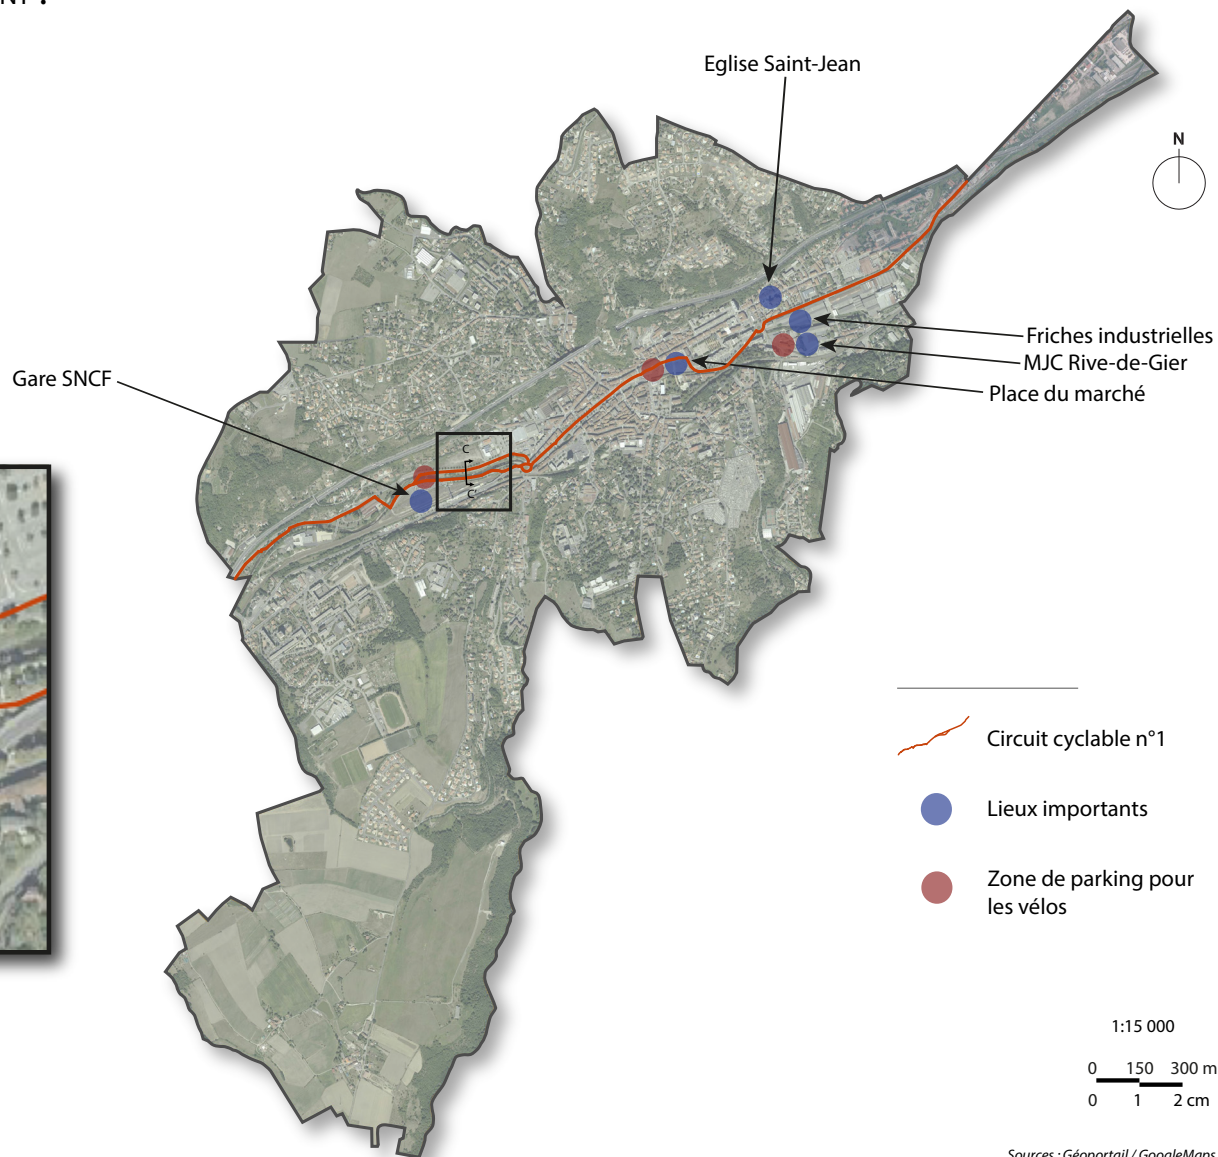 NT :
Eglise Saint-Jean
N
Friches industrielles
MJC Rive-de-Gier
Place du marché
Gare SNCF
C
C'
Circuit cyclable n°1
Lieux importants
Zone de parking pour
les vélos
1:15 000
0 150 300 m
0 1 2 cm
Sources : Géoportail / GoogleMaps